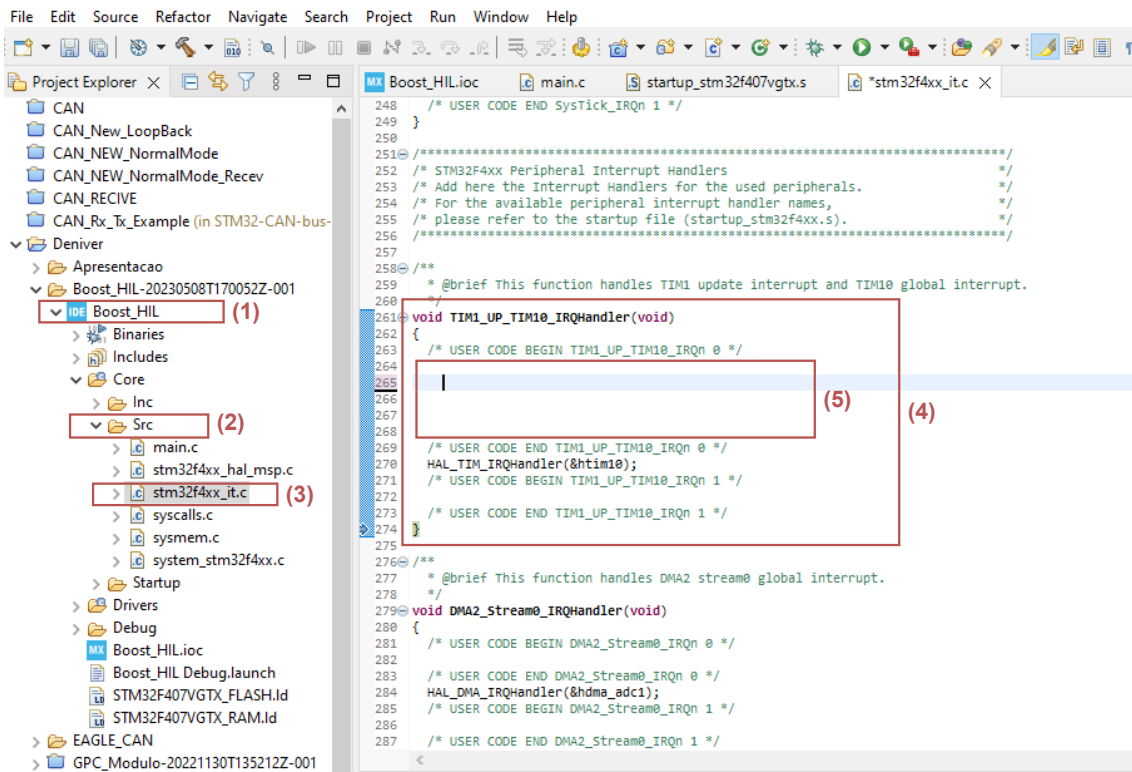 File Edit Source Refactor Navigate Search Project Run Window Help
Project Explorer
CAN
CAN_New_LoopBack
CAN_NEW_NormalMode
CAN_NEW_NormalMode_Recev
CAN_RECIVE
CAN_Rx_Tx_Example (in STM32-CAN-bus-
Deniver
Apresentacao
Boost_HIL-20230508T170052Z-001
IDE Boost_HIL (1)
Binaries
Includes
Core
Inc
Src (2)
main.c
stm32f4xx_hal_msp.c
stm32f4xx_it.c (3)
syscalls.c
sysmem.c
system_stm32f4xx.c
Startup
Drivers
Debug
MX Boost_HIL.ioc
Boost_HIL Debug.launch
STM32F407VGTX_FLASH.ld
STM32F407VGTX_RAM.ld
EAGLE_CAN
GPC_Modulo-20221130T135212Z-001
MX Boost_HIL.ioc main.c startup_stm32f407vgtx.s *stm32f4xx_it.c
248 /* USER CODE END SysTick_IRQn 1 */
249 }
250
251 /******************************************************************************/
252 /* STM32F4xx Peripheral Interrupt Handlers */
253 /* Add here the Interrupt Handlers for the used peripherals. */
254 /* For the available peripheral interrupt handler names, */
255 /* please refer to the startup file (startup_stm32f4xx.s). */
256 /******************************************************************************/
257
258 /**
259 * @brief This function handles TIM1 update interrupt and TIM10 global interrupt.
260 */
261 void TIM1_UP_TIM10_IRQHandler(void)
262 {
263 /* USER CODE BEGIN TIM1_UP_TIM10_IRQn 0 */
264
265
266 (5)
267 (4)
268
269 /* USER CODE END TIM1_UP_TIM10_IRQn 0 */
270 HAL_TIM_IRQHandler(&htim10);
271 /* USER CODE BEGIN TIM1_UP_TIM10_IRQn 1 */
272
273 /* USER CODE END TIM1_UP_TIM10_IRQn 1 */
274 }
275
276 /**
277 * @brief This function handles DMA2 stream0 global interrupt.
278 */
279 void DMA2_Stream0_IRQHandler(void)
280 {
281 /* USER CODE BEGIN DMA2_Stream0_IRQn 0 */
282
283 /* USER CODE END DMA2_Stream0_IRQn 0 */
284 HAL_DMA_IRQHandler(&hdma_adc1);
285 /* USER CODE BEGIN DMA2_Stream0_IRQn 1 */
286
287 /* USER CODE END DMA2_Stream0_IRQn 1 */